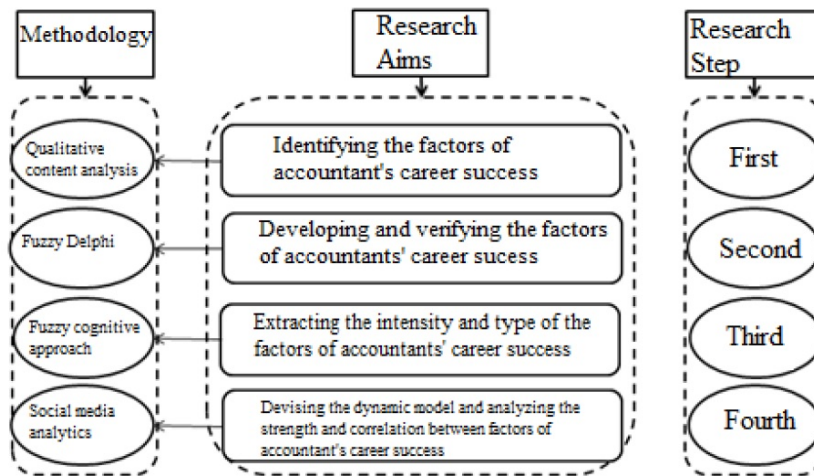 Methodology
Research
Aims
Research
Step
Qualitative
content analysis
Identifying the factors of
accountant's career success
First
Fuzzy Delphi
Developing and verifying the factors
of accountants' career sucess
Second
Fuzzy cognitive
approach
Extracting the intensity and type of the
factors of accountants' career success
Third
Social media
analytics
Devising the dynamic model and analyzing the
strength and correlation between factors of
accountant's career success
Fourth